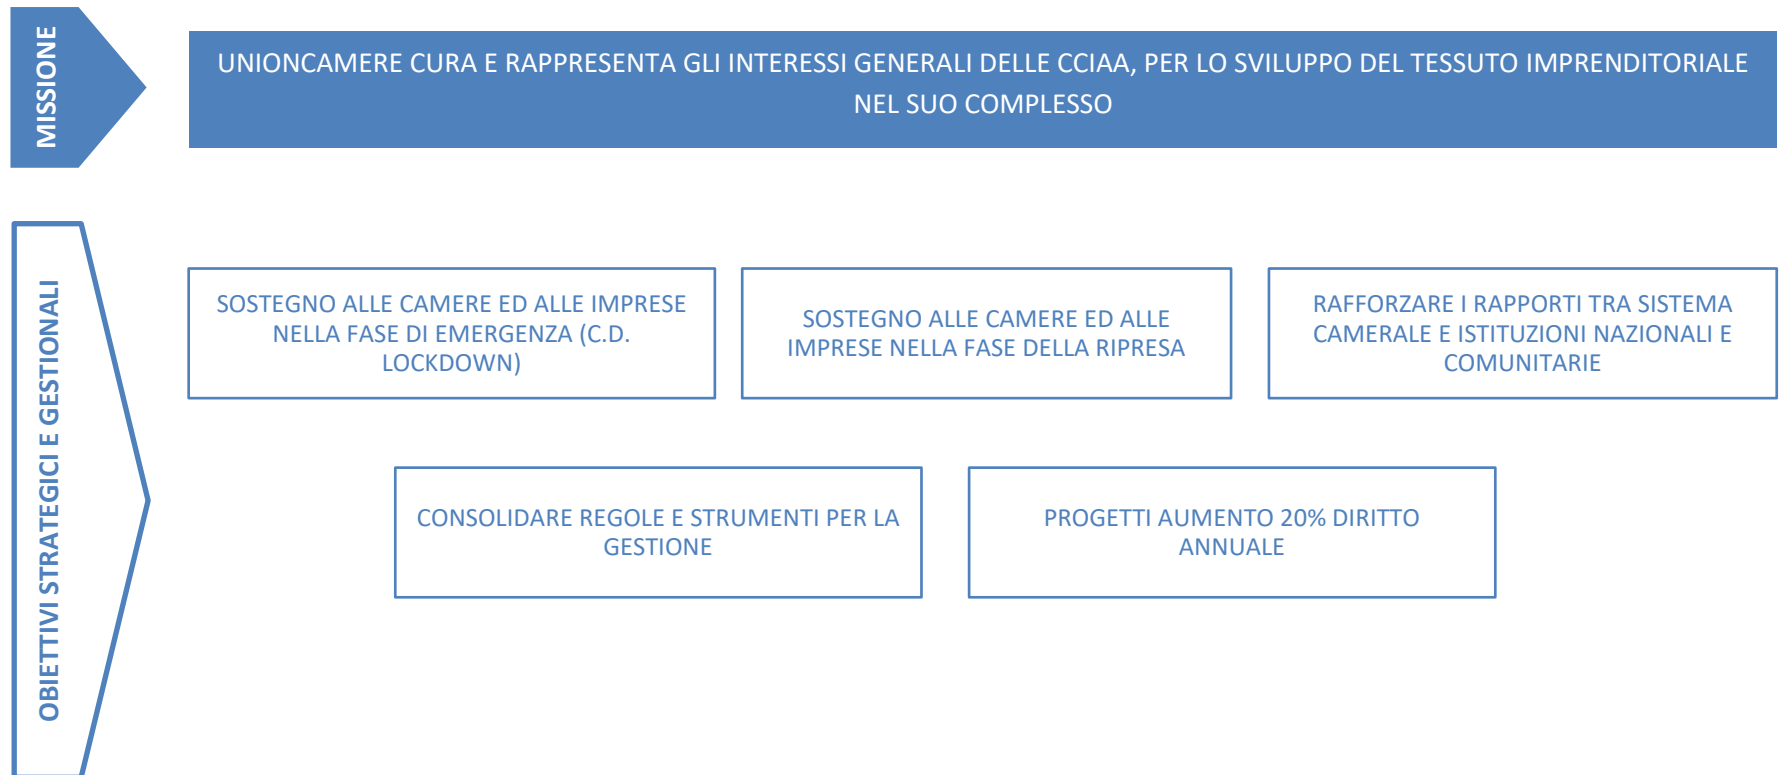 MISSIONE
UNIONCAMERE CURA E RAPPRESENTA GLI INTERESSI GENERALI DELLE CCIAA, PER LO SVILUPPO DEL TESSUTO IMPRENDITORIALE
NEL SUO COMPLESSO
OBIETTIVI STRATEGICI E GESTIONALI
SOSTEGNO ALLE CAMERE ED ALLE IMPRESE
NELLA FASE DI EMERGENZA (C.D.
LOCKDOWN)
SOSTEGNO ALLE CAMERE ED ALLE
IMPRESE NELLA FASE DELLA RIPRESA
RAFFORZARE I RAPPORTI TRA SISTEMA
CAMERALE E ISTITUZIONI NAZIONALI E
COMUNITARIE
CONSOLIDARE REGOLE E STRUMENTI PER LA
GESTIONE
PROGETTI AUMENTO 20% DIRITTO
ANNUALE